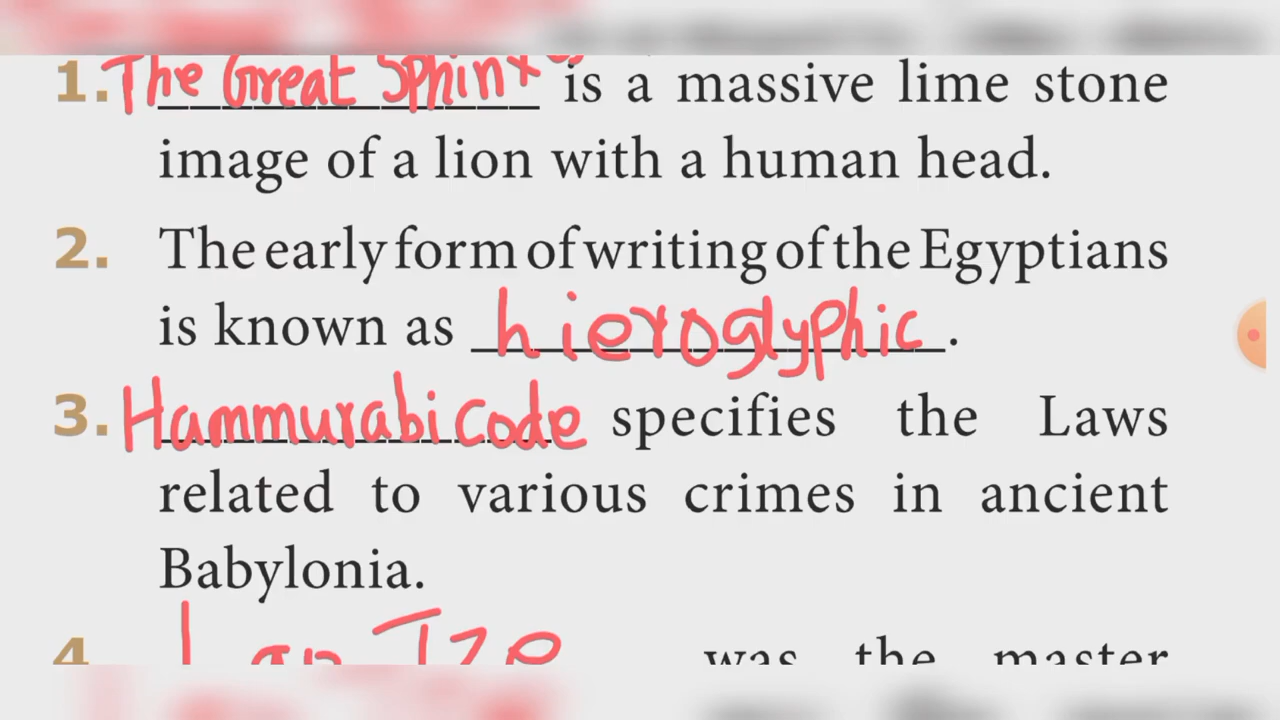 1. The Great Sphinx is a massive lime stone
image of a lion with a human head.
2. The early form of writing of the Egyptians
is known as hieroglyphic.
3. Hammurabi code specifies the Laws
related to various crimes in ancient
Babylonia.
4 Lao Tze was the master